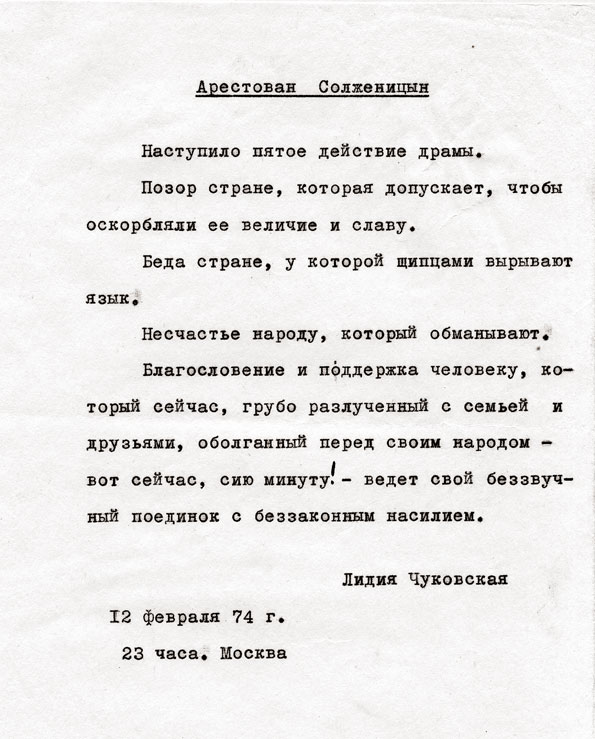 Арестован Солженицын
Наступило пятое действие драмы.
Позор стране, которая допускает, чтобы
оскорбляли ее величие и славу.
Беда стране, у которой щипцами вырывают
язык.
Несчастье народу, который обманывают.
Благословение и поддержка человеку, ко-
торый сейчас, грубо разлученный с семьей и
друзьями, оболганный перед своим народом -
вот сейчас, сию минуту! - ведет свой беззвуч-
ный поединок с беззаконным насилием.
Лидия Чуковская
I2 февраля 74 г.
23 часа. Москва